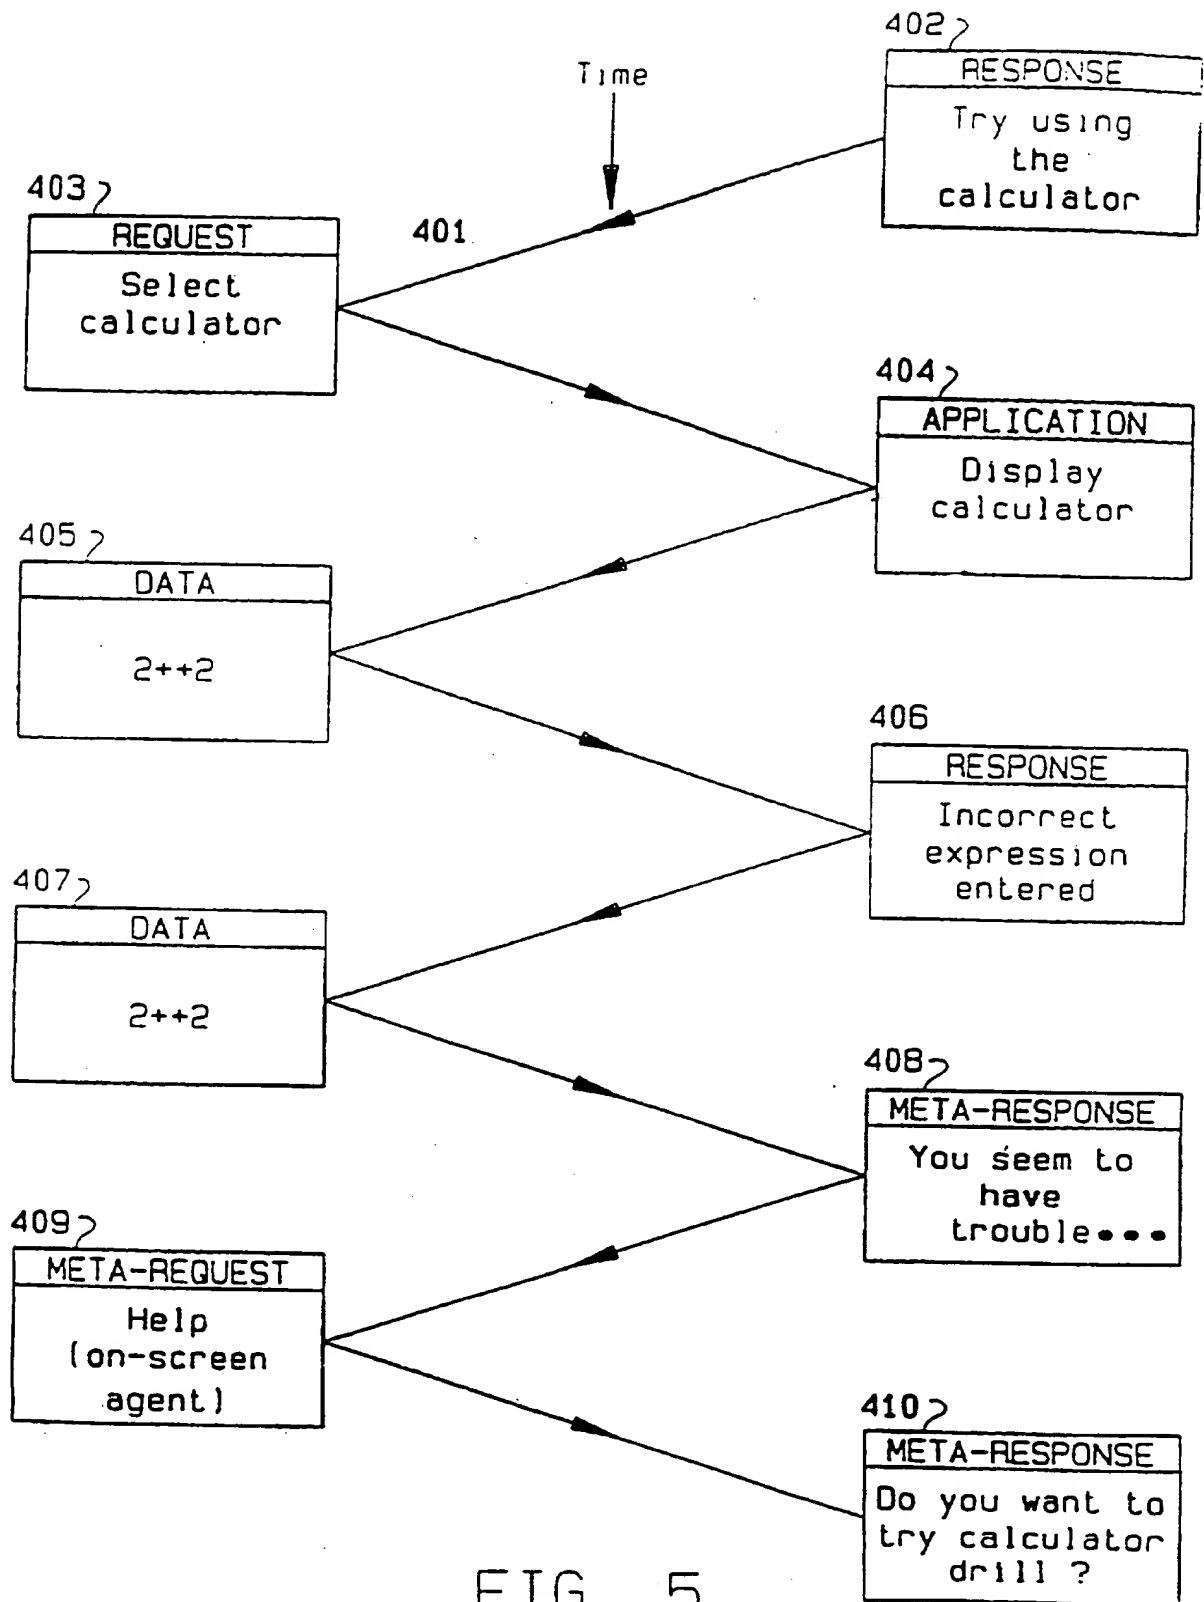 402
RESPONSE
Try using
the
calculator
Time
403
REQUEST
Select
calculator
401
404
APPLICATION
Display
calculator
405
DATA
2++2
406
RESPONSE
Incorrect
expression
entered
407
DATA
2++2
408
META-RESPONSE
You seem to
have
trouble•••
409
META-REQUEST
Help
(on-screen
agent)
410
META-RESPONSE
Do you want to
try calculator
drill ?
FIG 5